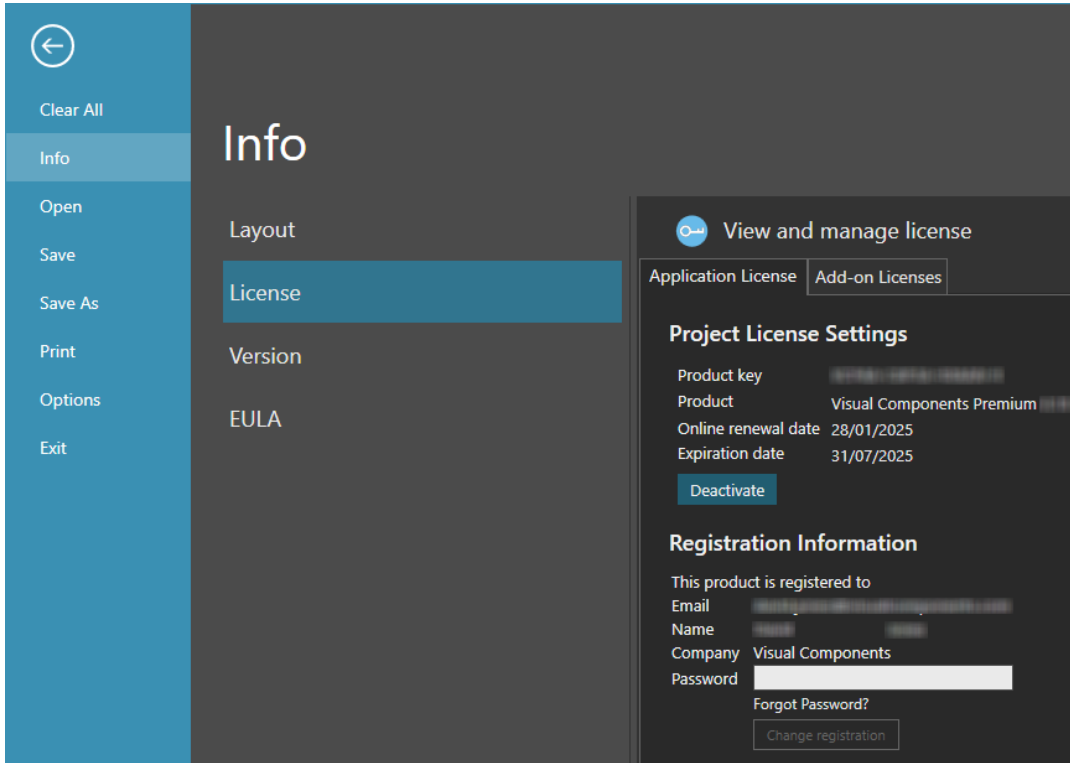 Clear All
Info
Open
Save
Save As
Print
Options
Exit
Info
Layout
License
Version
EULA
View and manage license
Application License
Add-on Licenses
Project License Settings
Product key
Product Visual Components Premium
Online renewal date 28/01/2025
Expiration date 31/07/2025
Deactivate
Registration Information
This product is registered to
Email
Name
Company Visual Components
Password
Forgot Password?
Change registration